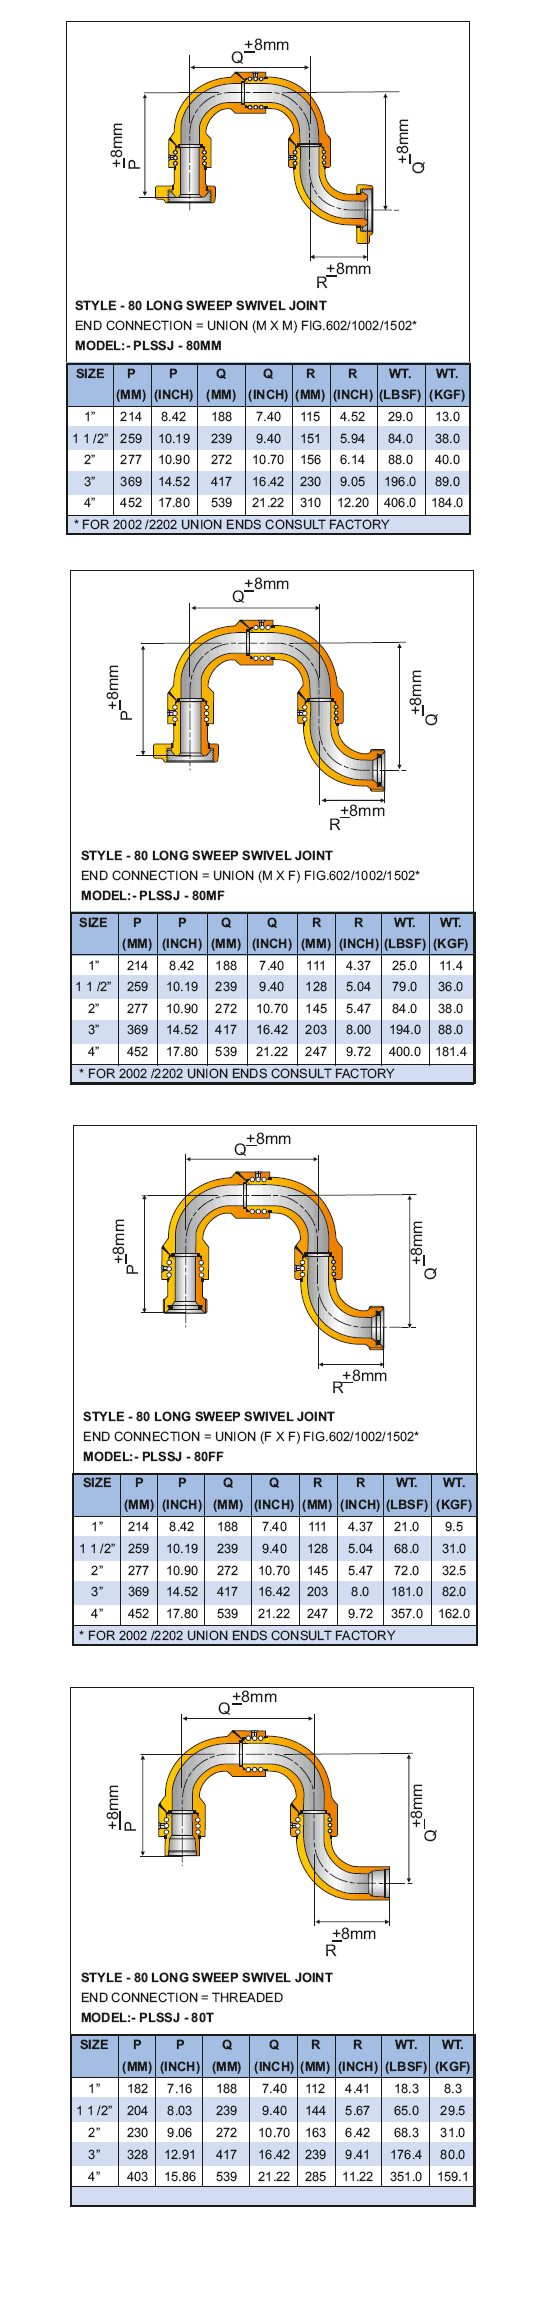 Q±8mm
±8mm
P
±8mm
Q
R±8mm
STYLE - 80 LONG SWEEP SWIVEL JOINT
END CONNECTION = UNION (M X M) FIG.602/1002/1502*
MODEL:- PLSSJ - 80MM
SIZE P P Q Q R R WT. WT.
(MM) (INCH) (MM) (INCH) (MM) (INCH) (LBSF) (KGF)
1” 214 8.42 188 7.40 115 4.52 29.0 13.0
1 1 /2” 259 10.19 239 9.40 151 5.94 84.0 38.0
2” 277 10.90 272 10.70 156 6.14 88.0 40.0
3” 369 14.52 417 16.42 230 9.05 196.0 89.0
4” 452 17.80 539 21.22 310 12.20 406.0 184.0
* FOR 2002 /2202 UNION ENDS CONSULT FACTORY
Q±8mm
P±8mm
±8mm
Q
R±8mm
STYLE - 80 LONG SWEEP SWIVEL JOINT
END CONNECTION = UNION (M X F) FIG.602/1002/1502*
MODEL:- PLSSJ - 80MF
SIZE P P Q Q R R WT. WT.
(MM) (INCH) (MM) (INCH) (MM) (INCH) (LBSF) (KGF)
1” 214 8.42 188 7.40 111 4.37 25.0 11.4
1 1 /2” 259 10.19 239 9.40 128 5.04 79.0 36.0
2” 277 10.90 272 10.70 145 5.47 84.0 38.0
3” 369 14.52 417 16.42 203 8.00 194.0 88.0
4” 452 17.80 539 21.22 247 9.72 400.0 181.4
* FOR 2002 /2202 UNION ENDS CONSULT FACTORY
Q±8mm
P±8mm
±8mm
Q
R±8mm
STYLE - 80 LONG SWEEP SWIVEL JOINT
END CONNECTION = UNION (F X F) FIG.602/1002/1502*
MODEL:- PLSSJ - 80FF
SIZE P P Q Q R R WT. WT.
(MM) (INCH) (MM) (INCH) (MM) (INCH) (LBSF) (KGF)
1” 214 8.42 188 7.40 111 4.37 21.0 9.5
1 1 /2” 259 10.19 239 9.40 128 5.04 68.0 31.0
2” 277 10.90 272 10.70 145 5.47 72.0 32.5
3” 369 14.52 417 16.42 203 8.0 181.0 82.0
4” 452 17.80 539 21.22 247 9.72 357.0 162.0
* FOR 2002 /2202 UNION ENDS CONSULT FACTORY
Q±8mm
±8mm
P
±8mm
Q
R±8mm
STYLE - 80 LONG SWEEP SWIVEL JOINT
END CONNECTION = THREADED
MODEL:- PLSSJ - 80T
SIZE P P Q Q R R WT. WT.
(MM) (INCH) (MM) (INCH) (MM) (INCH) (LBSF) (KGF)
1” 182 7.16 188 7.40 112 4.41 18.3 8.3
1 1 /2” 204 8.03 239 9.40 144 5.67 65.0 29.5
2” 230 9.06 272 10.70 163 6.42 68.3 31.0
3” 328 12.91 417 16.42 239 9.41 176.4 80.0
4” 403 15.86 539 21.22 285 11.22 351.0 159.1